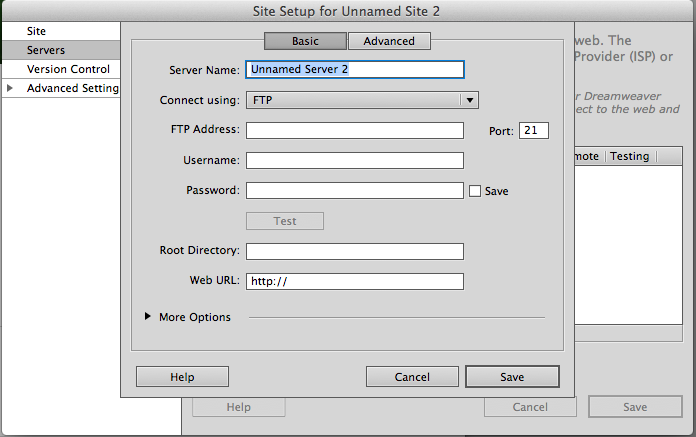 Site Setup for Unnamed Site 2
Site
Servers
Version Control
Advanced Setting
Basic
Advanced
Server Name: Unnamed Server 2
Connect using: FTP
FTP Address:
Port: 21
Username:
Password:
Save
Test
Root Directory:
Web URL: http://
More Options
Help
Cancel
Save
web. The
Provider (ISP) or
r Dreamweaver
ect to the web and
mote
Testing
Help
Cancel
Save